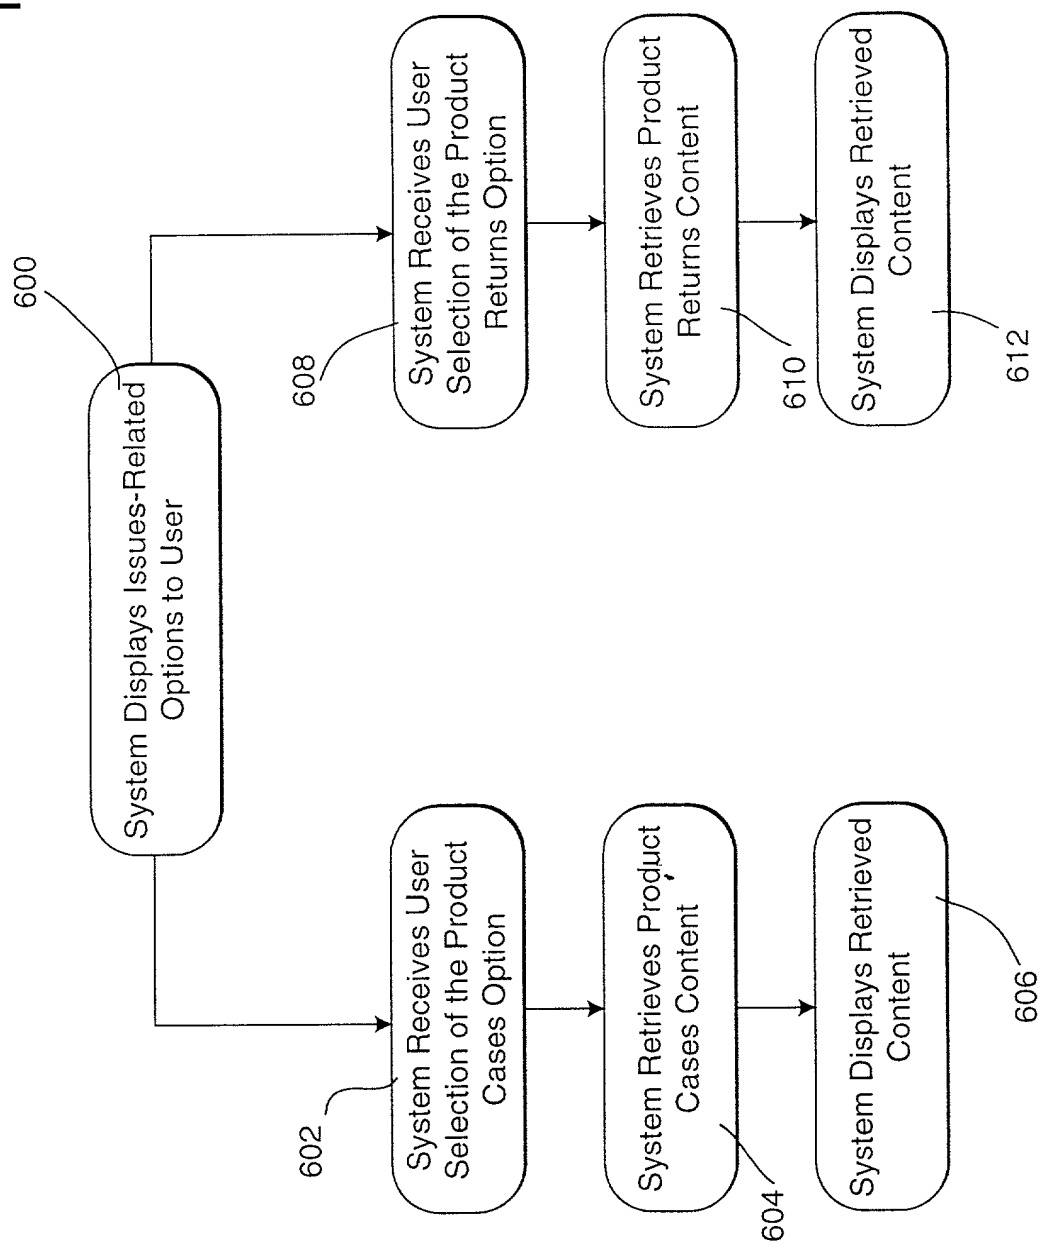 600
System Displays Issues-Related
Options to User
602
System Receives User
Selection of the Product
Cases Option
604
System Retrieves Product
Cases Content
606
System Displays Retrieved
Content
608
System Receives User
Selection of the Product
Returns Option
610
System Retrieves Product
Returns Content
612
System Displays Retrieved
Content